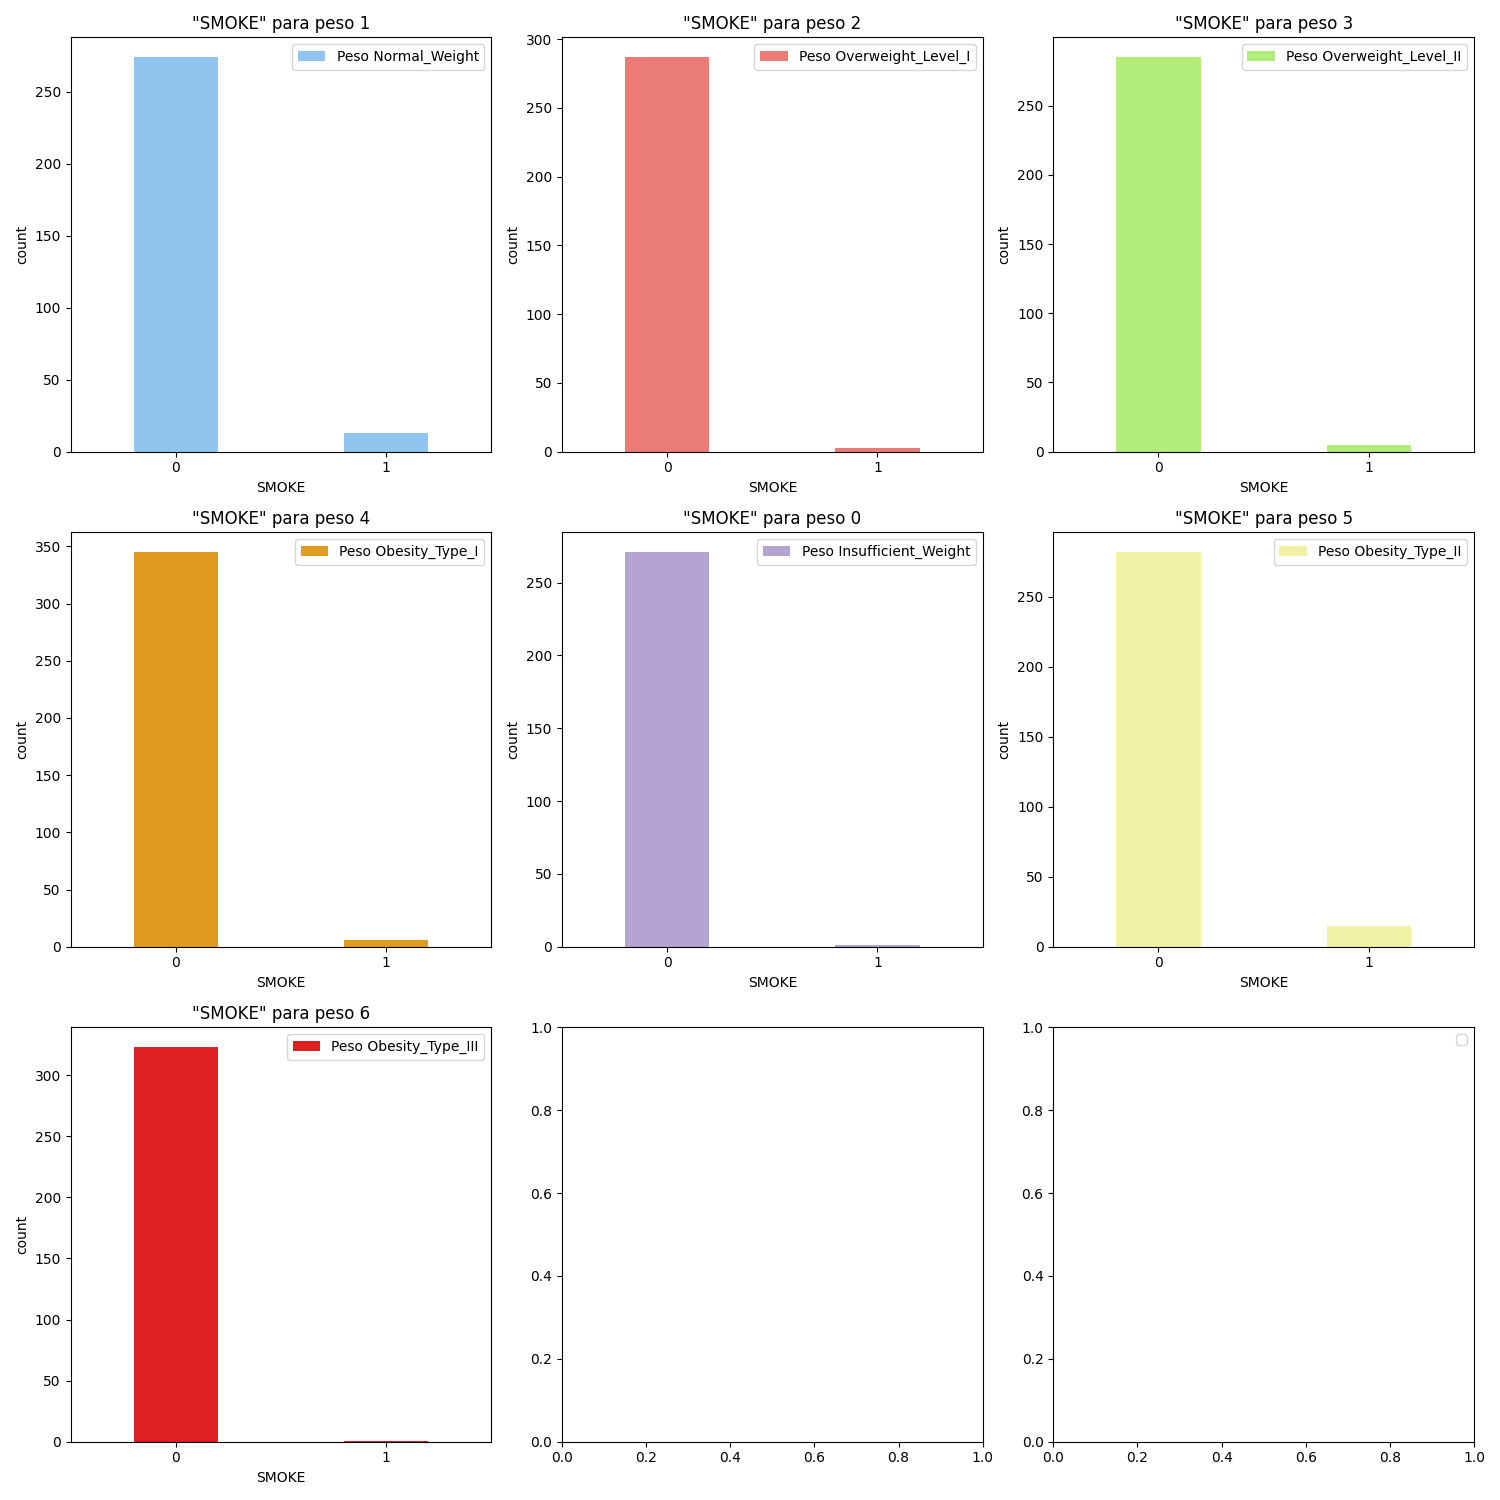 "SMOKE" para peso 1
Peso Normal_Weight
250
200
150
100
50
0
count
0 1
SMOKE
"SMOKE" para peso 2
Peso Overweight_Level_I
300
250
200
150
100
50
0
count
0 1
SMOKE
"SMOKE" para peso 3
Peso Overweight_Level_II
250
200
150
100
50
0
count
0 1
SMOKE
"SMOKE" para peso 4
Peso Obesity_Type_I
350
300
250
200
150
100
50
0
count
0 1
SMOKE
"SMOKE" para peso 0
Peso Insufficient_Weight
250
200
150
100
50
0
count
0 1
SMOKE
"SMOKE" para peso 5
Peso Obesity_Type_II
250
200
150
100
50
0
count
0 1
SMOKE
"SMOKE" para peso 6
Peso Obesity_Type_III
300
250
200
150
100
50
0
count
0 1
SMOKE
1.0
0.8
0.6
0.4
0.2
0.0
0.0 0.2 0.4 0.6 0.8 1.0
1.0
0.8
0.6
0.4
0.2
0.0
0.0 0.2 0.4 0.6 0.8 1.0